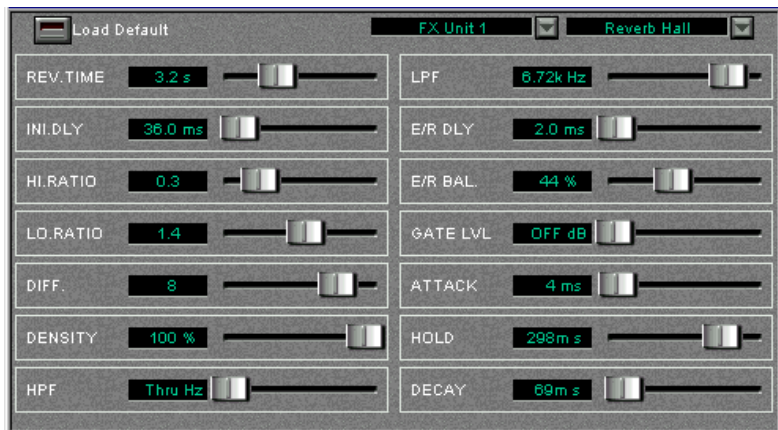 Load Default FX Unit 1 Reverb Hall
REV.TIME 3.2 s LPF 6.72k Hz
INI.DLY 36.0 ms E/R DLY 2.0 ms
HI.RATIO 0.3 E/R BAL. 44 %
LO.RATIO 1.4 GATE LVL OFF dB
DIFF. 8 ATTACK 4 ms
DENSITY 100 % HOLD 298m s
HPF Thru Hz DECAY 69m s